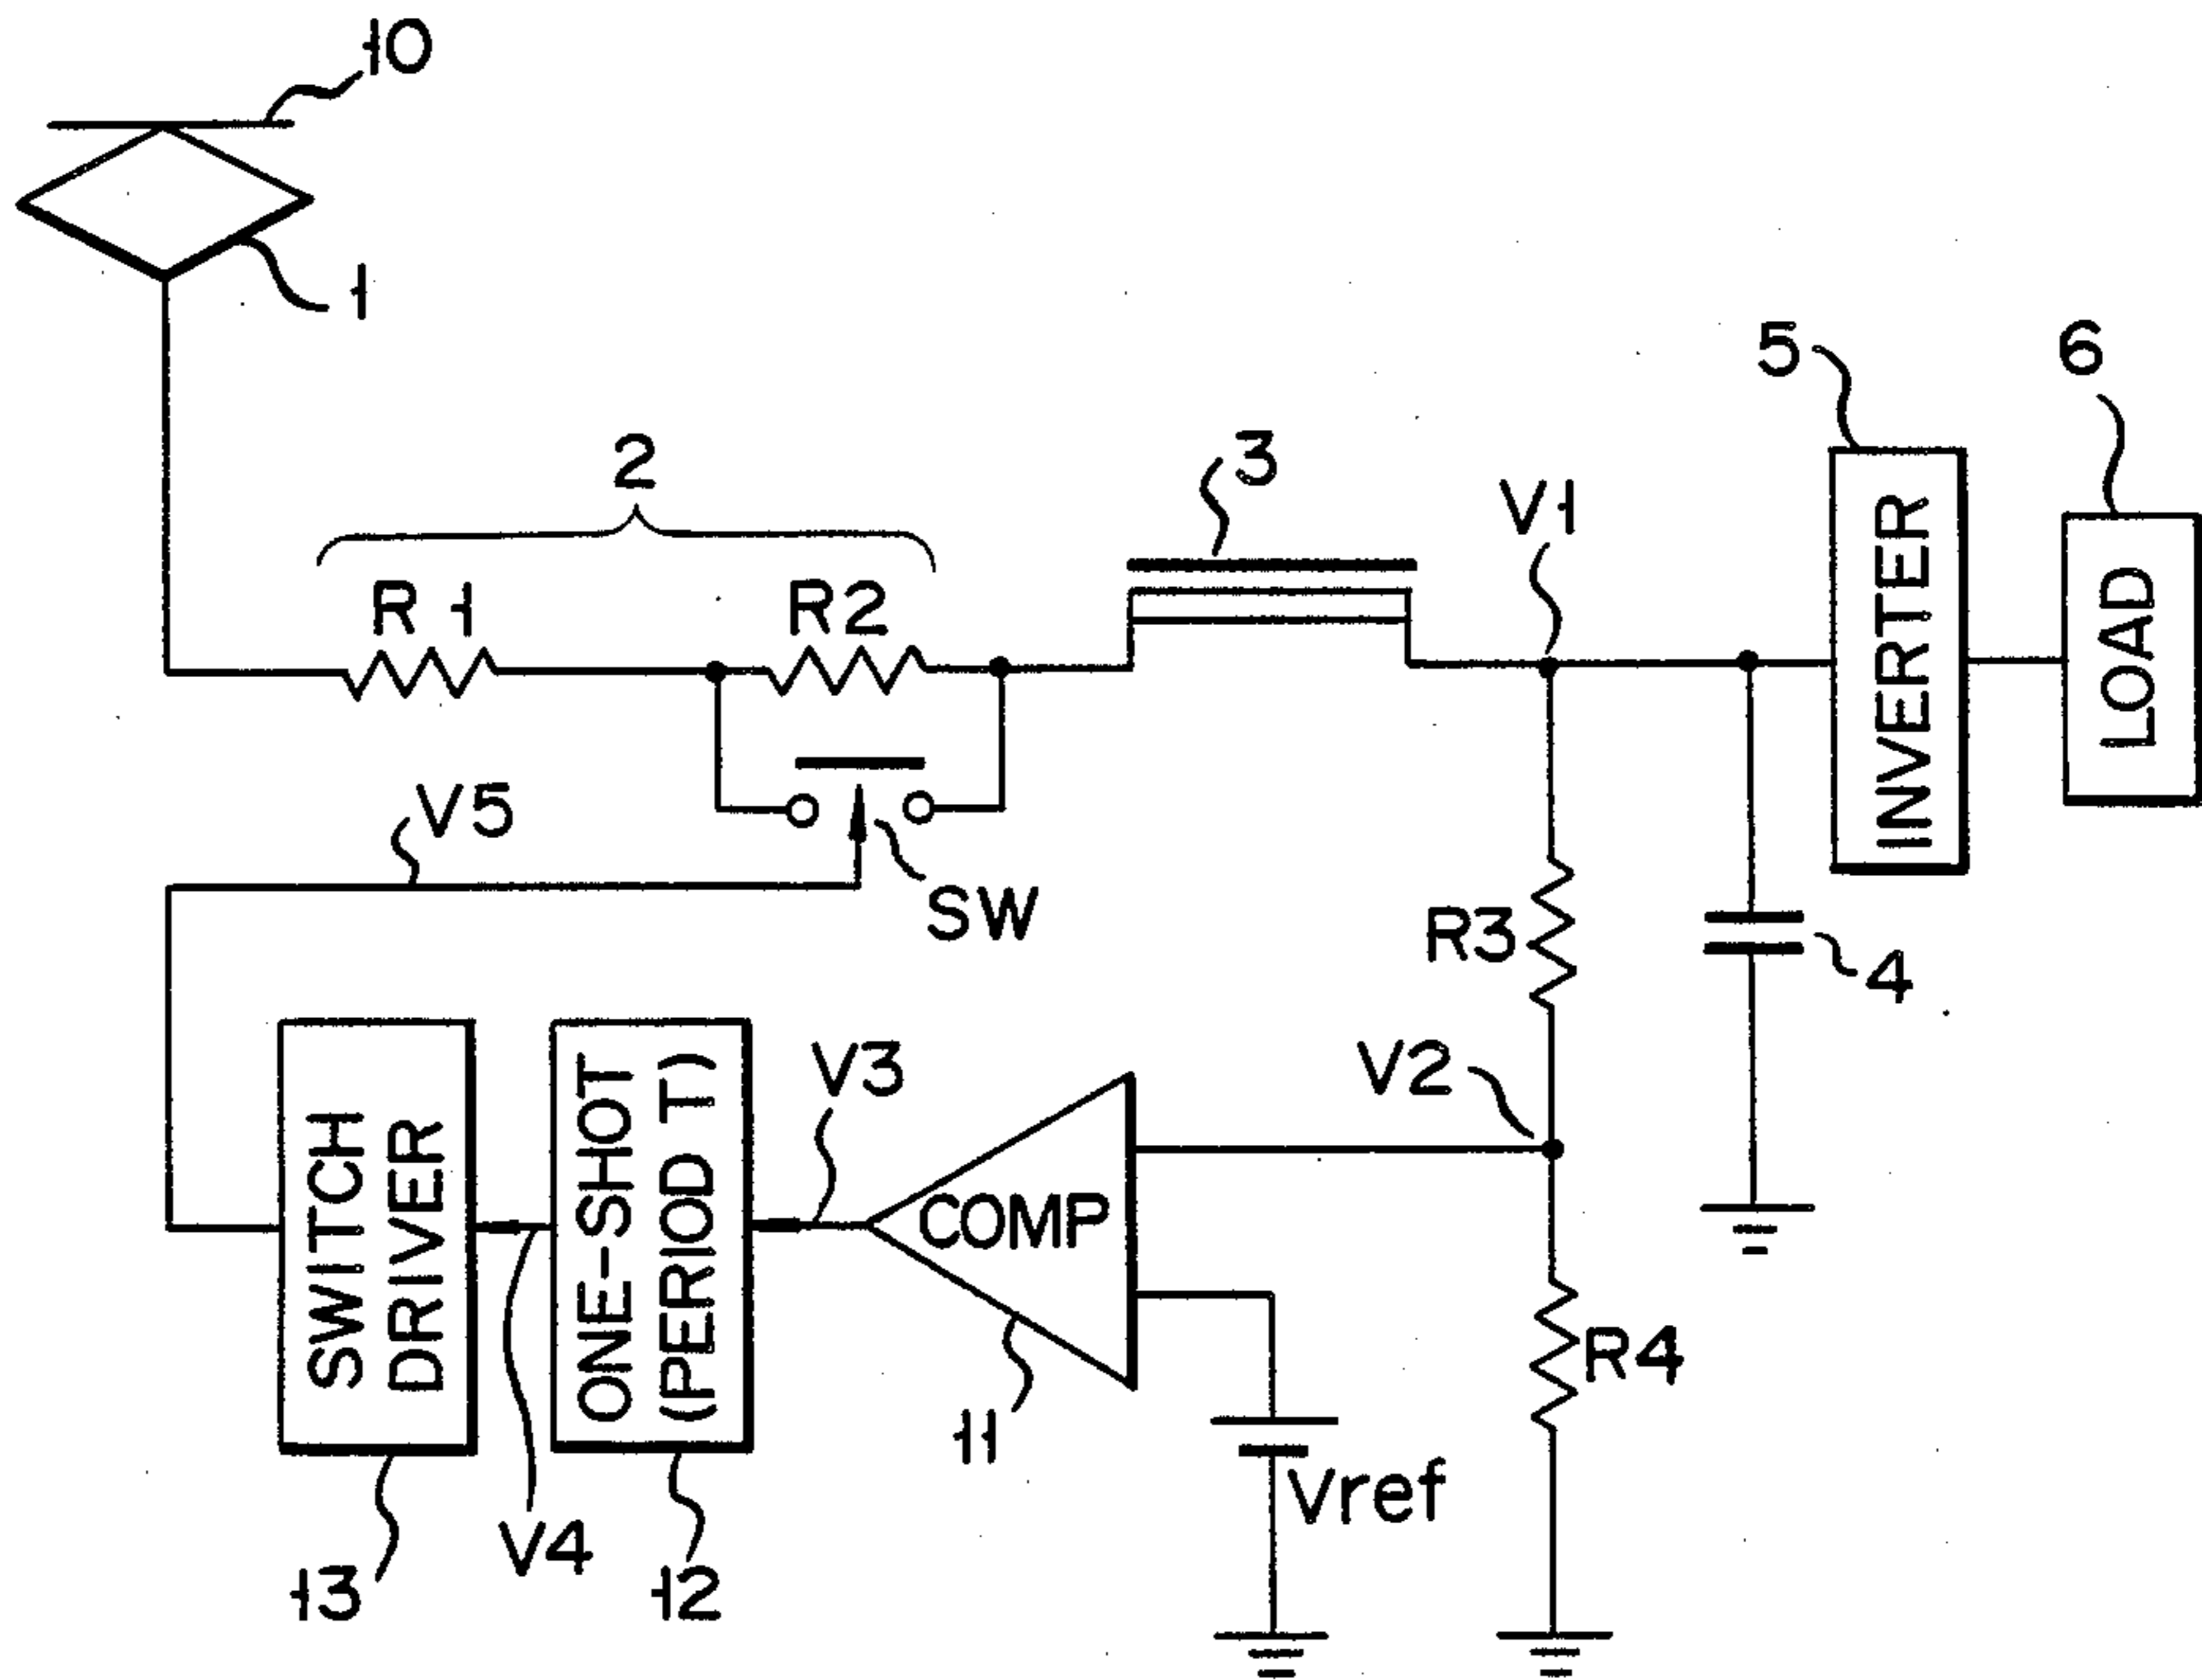 10
1
2
R1
R2
3
V1
5
6
INVERTER
LOAD
V5
SW
R3
4
V2
V3
SWITCH
DRIVER
ONE-SHOT
(PERIOD T)
COMP
R4
11
Vref
V4
13
12